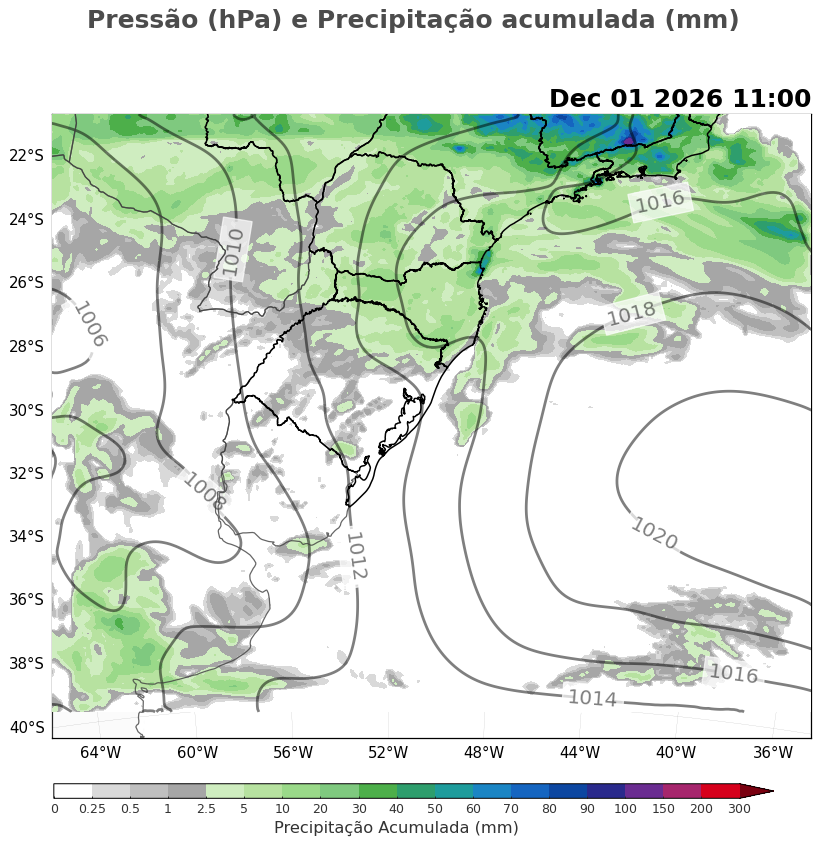 Pressão (hPa) e Precipitação acumulada (mm)
Dec 01 2026 11:00
22°S
24°S
26°S
28°S
30°S
32°S
34°S
36°S
38°S
40°S
1016
1010
1018
1006
1008
1020
1012
1016
1014
64°W 60°W 56°W 52°W 48°W 44°W 40°W 36°W
0 0.25 0.5 1 2.5 5 10 20 30 40 50 60 70 80 90 100 150 200 300
Precipitação Acumulada (mm)